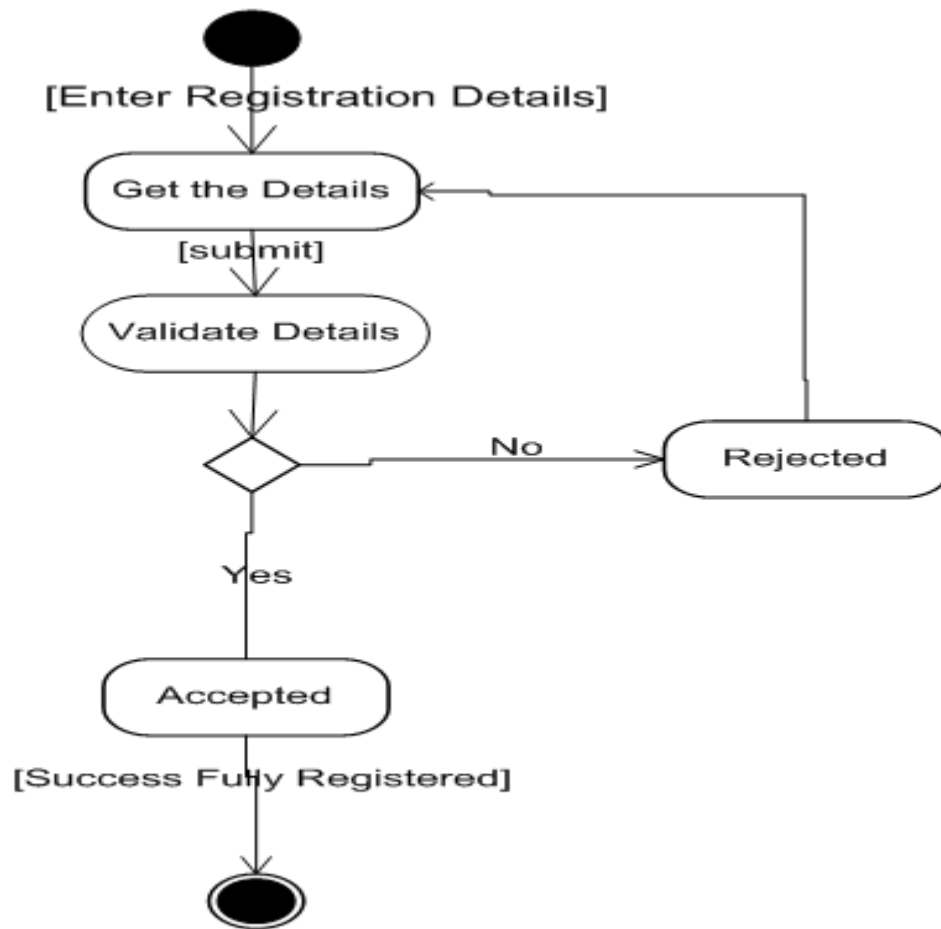 [Enter Registration Details]
Get the Details
[submit]
Validate Details
No
Rejected
Yes
Accepted
[Success Fully Registered]